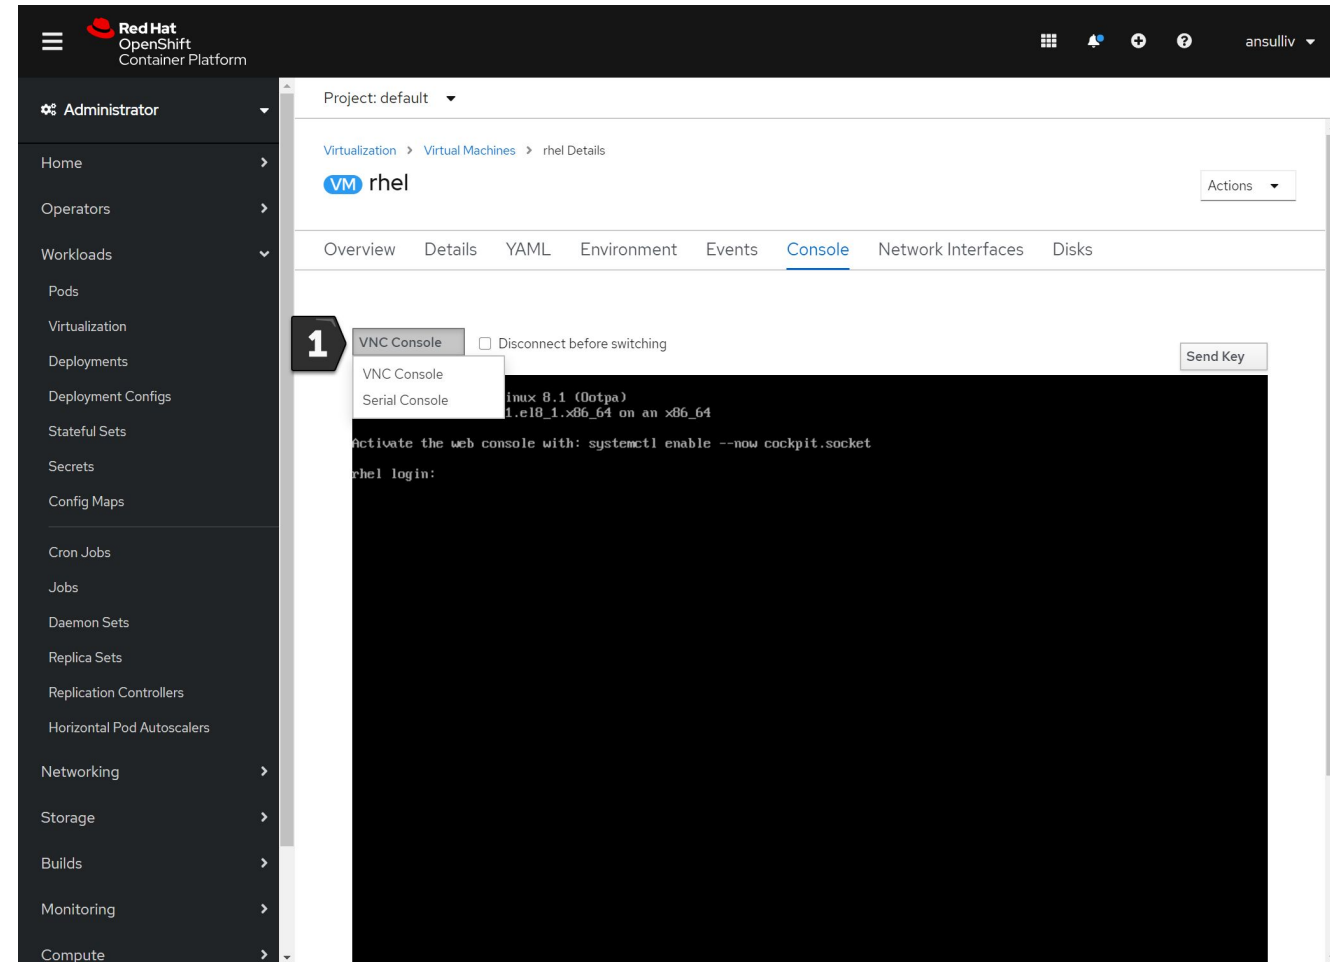 Red Hat
OpenShift
Container Platform
ansulliv
Administrator
Home
Operators
Workloads
Pods
Virtualization
Deployments
Deployment Configs
Stateful Sets
Secrets
Config Maps
Cron Jobs
Jobs
Daemon Sets
Replica Sets
Replication Controllers
Horizontal Pod Autoscalers
Networking
Storage
Builds
Monitoring
Compute
Project: default
Virtualization > Virtual Machines > rhel Details
VM rhel
Actions
Overview Details YAML Environment Events Console Network Interfaces Disks
1
VNC Console Disconnect before switching
Send Key
VNC Console
Serial Console
inux 8.1 (Ootpa)
1.el8_1.x86_64 on an x86_64
Activate the web console with: systemctl enable --now cockpit.socket
rhel login: